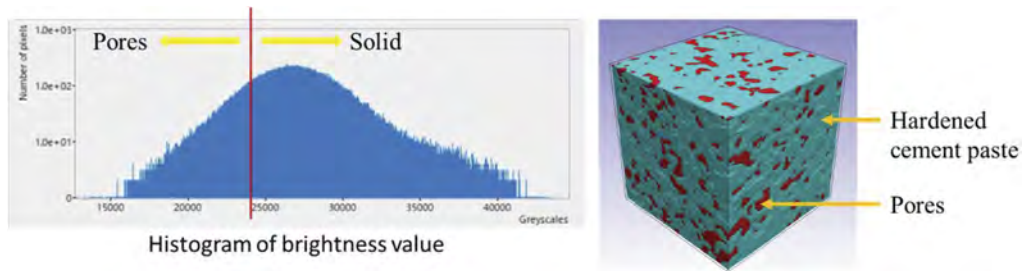 Number of pixels
1.0e+03
1.0e+02
1.0e+01
0
Pores
Solid
15000 20000 25000 30000 35000 40000
Greyscales
Histogram of brightness value
Hardened
cement paste
Pores